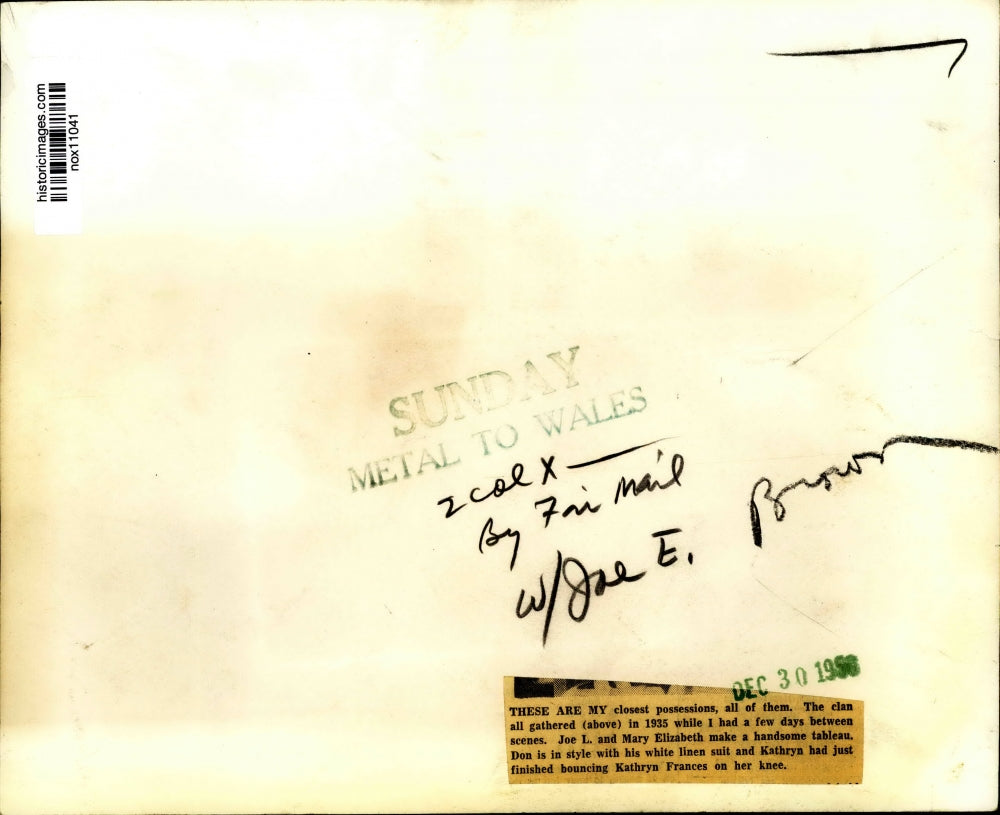 historicimages.com
nox11041
SUNDAY
METAL TO WALES
2 col X
By Fri Mail
W/Joe E. Brown
DEC 30
THESE ARE MY closest possessions, all of them. The clan
all gathered (above) in 1935 while I had a few days between
scenes. Joe L. and Mary Elizabeth make a handsome tableau.
Don is in style with his white linen suit and Kathryn had just
finished bouncing Kathryn Frances on her knee.